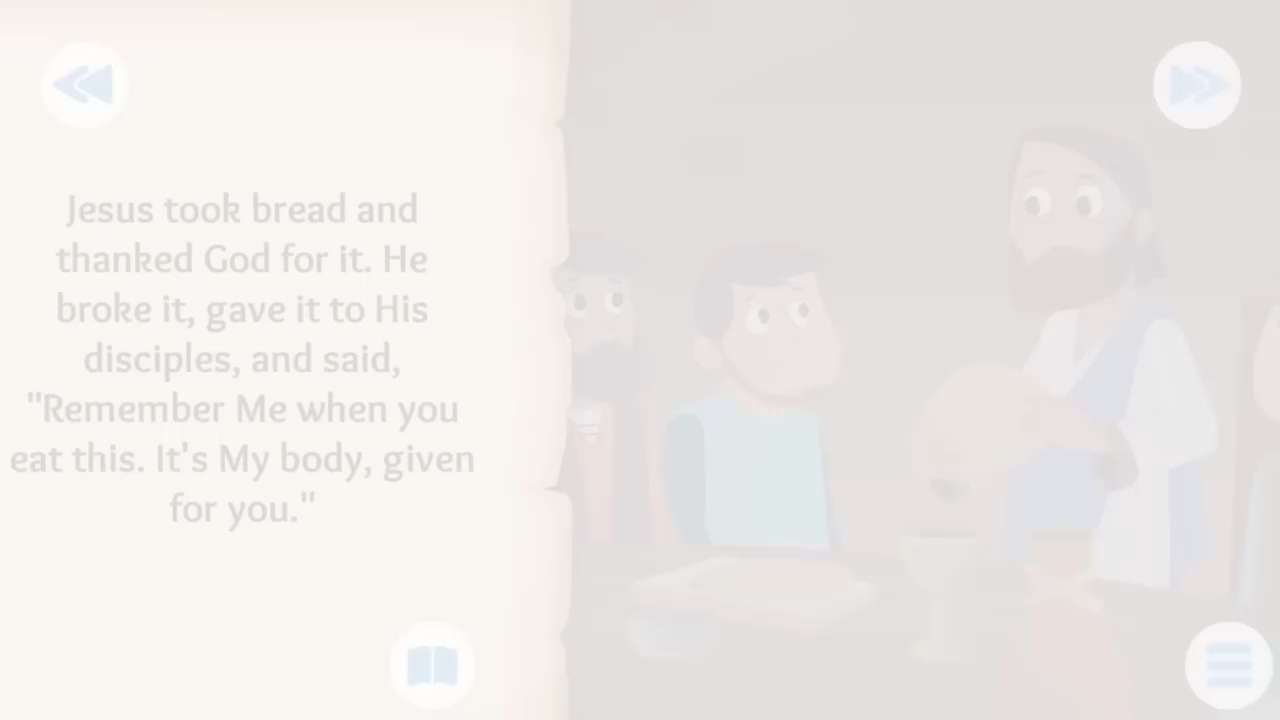 Jesus took bread and
thanked God for it. He
broke it, gave it to His
disciples, and said,
"Remember Me when you
eat this. It's My body, given
for you."